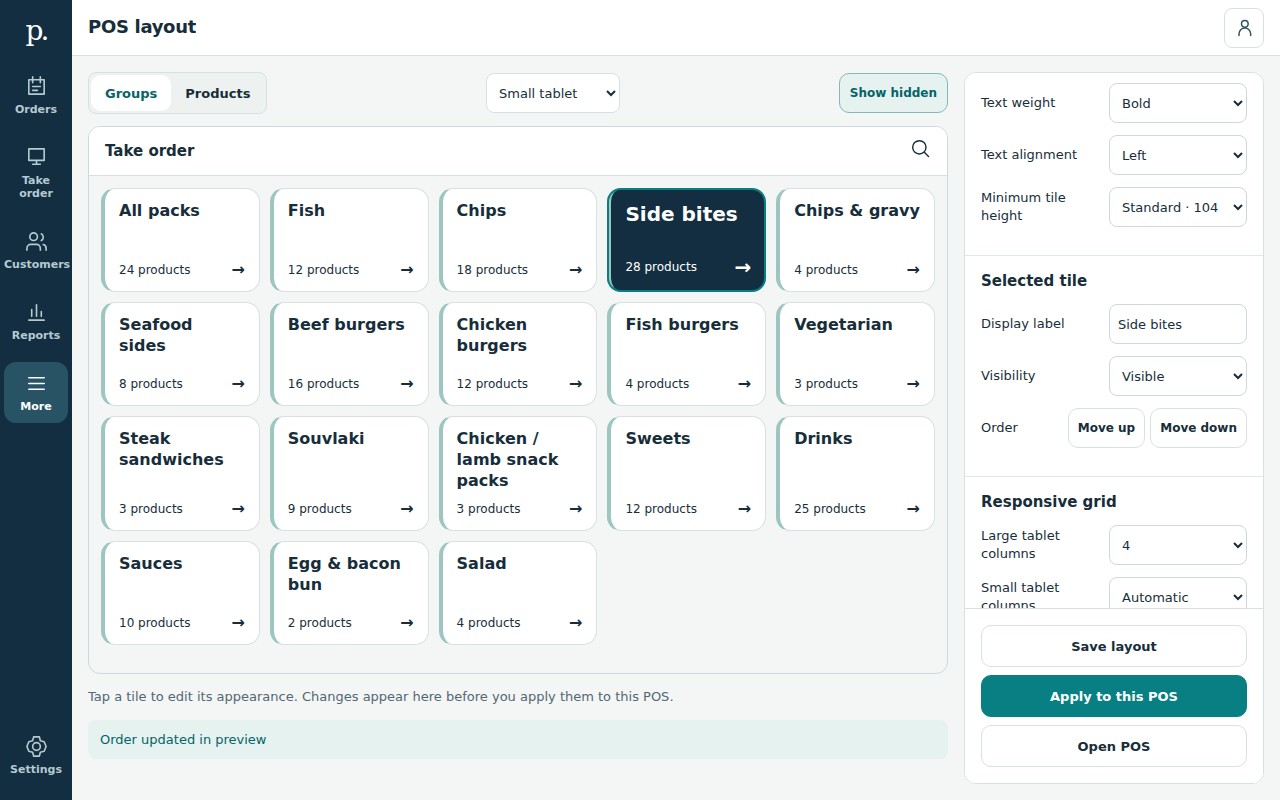 p.
Orders
Take
order
Customers
Reports
More
Settings
POS layout
Groups
Products
Small tablet
Show hidden
Take order
All packs
24 products →
Fish
12 products →
Chips
18 products →
Side bites
28 products →
Chips & gravy
4 products →
Seafood
sides
8 products →
Beef burgers
16 products →
Chicken
burgers
12 products →
Fish burgers
4 products →
Vegetarian
3 products →
Steak
sandwiches
3 products →
Souvlaki
9 products →
Chicken /
lamb snack
packs
3 products →
Sweets
12 products →
Drinks
25 products →
Sauces
10 products →
Egg & bacon
bun
2 products →
Salad
4 products →
Tap a tile to edit its appearance. Changes appear here before you apply them to this POS.
Order updated in preview
Text weight
Bold
Text alignment
Left
Minimum tile
height
Standard · 104
Selected tile
Display label
Side bites
Visibility
Visible
Order
Move up
Move down
Responsive grid
Large tablet
columns
4
Small tablet
columns
Automatic
Save layout
Apply to this POS
Open POS